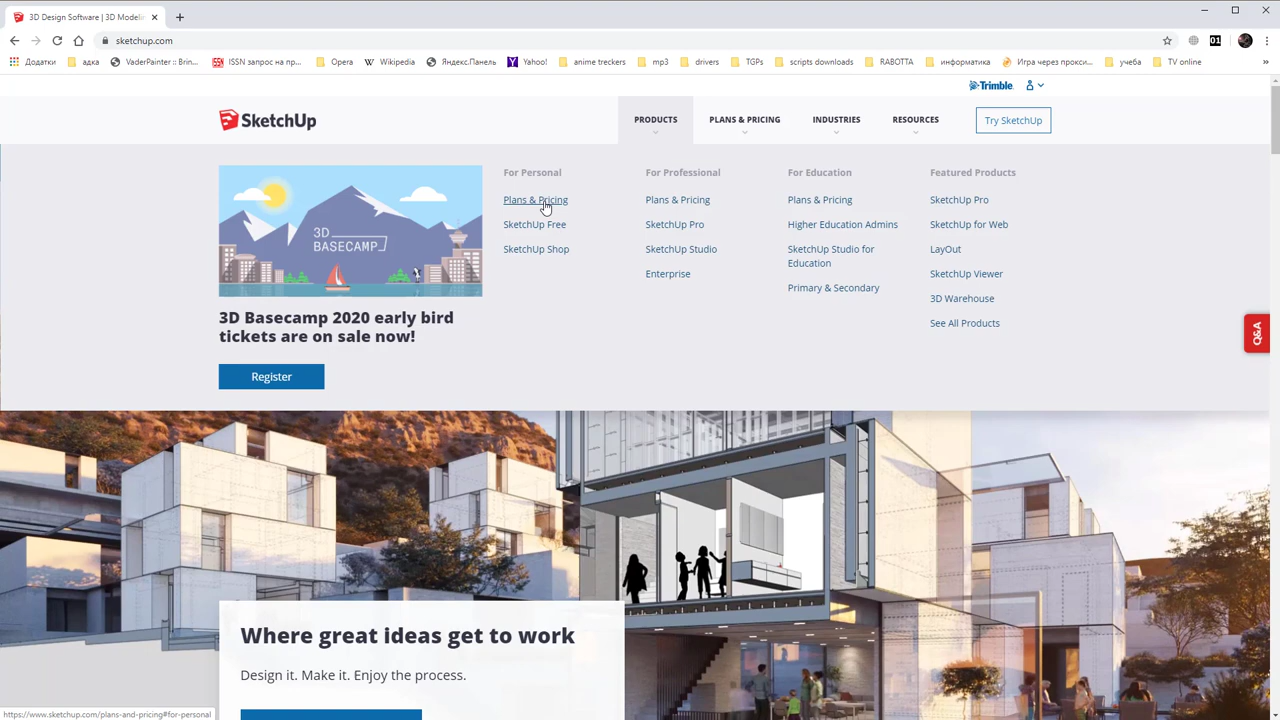 3D Design Software | 3D Modelin
sketchup.com
01
Додатки
адка
VaderPainter :: Brin...
ISSN запрос на пр...
Opera
Wikipedia
Яндекс.Панель
Yahoo!
anime treckers
mp3
drivers
TGPs
scripts downloads
RABOTTA
информатика
Игра через прокси...
учеба
TV online
»
Trimble
SketchUp
PRODUCTS
PLANS & PRICING
INDUSTRIES
RESOURCES
Try SketchUp
3D
BASECAMP
3D Basecamp 2020 early bird
tickets are on sale now!
Register
For Personal
Plans & Pricing
SketchUp Free
SketchUp Shop
For Professional
Plans & Pricing
SketchUp Pro
SketchUp Studio
Enterprise
For Education
Plans & Pricing
Higher Education Admins
SketchUp Studio for
Education
Primary & Secondary
Featured Products
SketchUp Pro
SketchUp for Web
LayOut
SketchUp Viewer
3D Warehouse
See All Products
Q&A
Where great ideas get to work
Design it. Make it. Enjoy the process.
https://www.sketchup.com/plans-and-pricing#for-personal